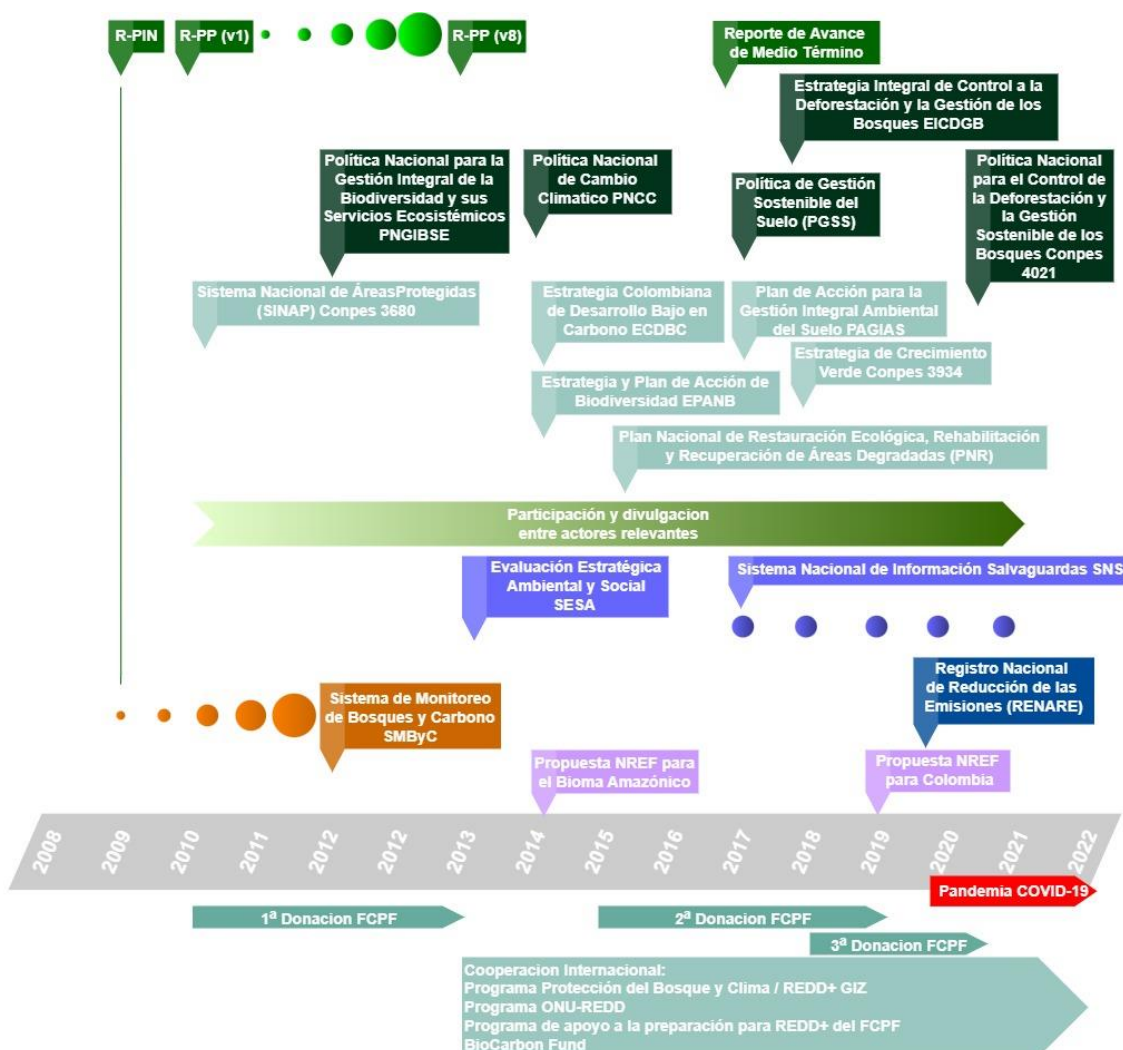 R-PIN
R-PP (v1)
R-PP (v8)
Reporte de Avance
de Medio Término
Estrategia Integral de Control a la
Deforestación y la Gestión de los
Bosques EICDGB
Política Nacional para la
Gestión Integral de la
Biodiversidad y sus
Servicios Ecosistémicos
PNGIBSE
Política Nacional
de Cambio
Climatico PNCC
Política de Gestión
Sostenible del
Suelo (PGSS)
Política Nacional
para el Control de
la Deforestación y
la Gestión
Sostenible de los
Bosques Conpes
4021
Sistema Nacional de ÁreasProtegidas
(SINAP) Conpes 3680
Estrategia Colombiana
de Desarrollo Bajo en
Carbono ECDBC
Plan de Acción para la
Gestión Integral Ambiental
del Suelo PAGIAS
Estrategia de Crecimiento
Verde Conpes 3934
Estrategia y Plan de Acción de
Biodiversidad EPANB
Plan Nacional de Restauración Ecológica, Rehabilitación
y Recuperación de Áreas Degradadas (PNR)
Participación y divulgacion
entre actores relevantes
Evaluación Estratégica
Ambiental y Social
SESA
Sistema Nacional de Información Salvaguardas SNS
Registro Nacional
de Reducción de las
Emisiones (RENARE)
Sistema de Monitoreo
de Bosques y Carbono
SMByC
Propuesta NREF para
el Bioma Amazónico
Propuesta NREF
para Colombia
2008
2009
2010
2011
2012
2012
2013
2014
2015
2016
2017
2018
2019
2020
2021
2022
Pandemia COVID-19
1ª Donacion FCPF
2ª Donacion FCPF
3ª Donacion FCPF
Cooperacion Internacional:
Programa Protección del Bosque y Clima / REDD+ GIZ
Programa ONU-REDD
Programa de apoyo a la preparación para REDD+ del FCPF
BioCarbon Fund